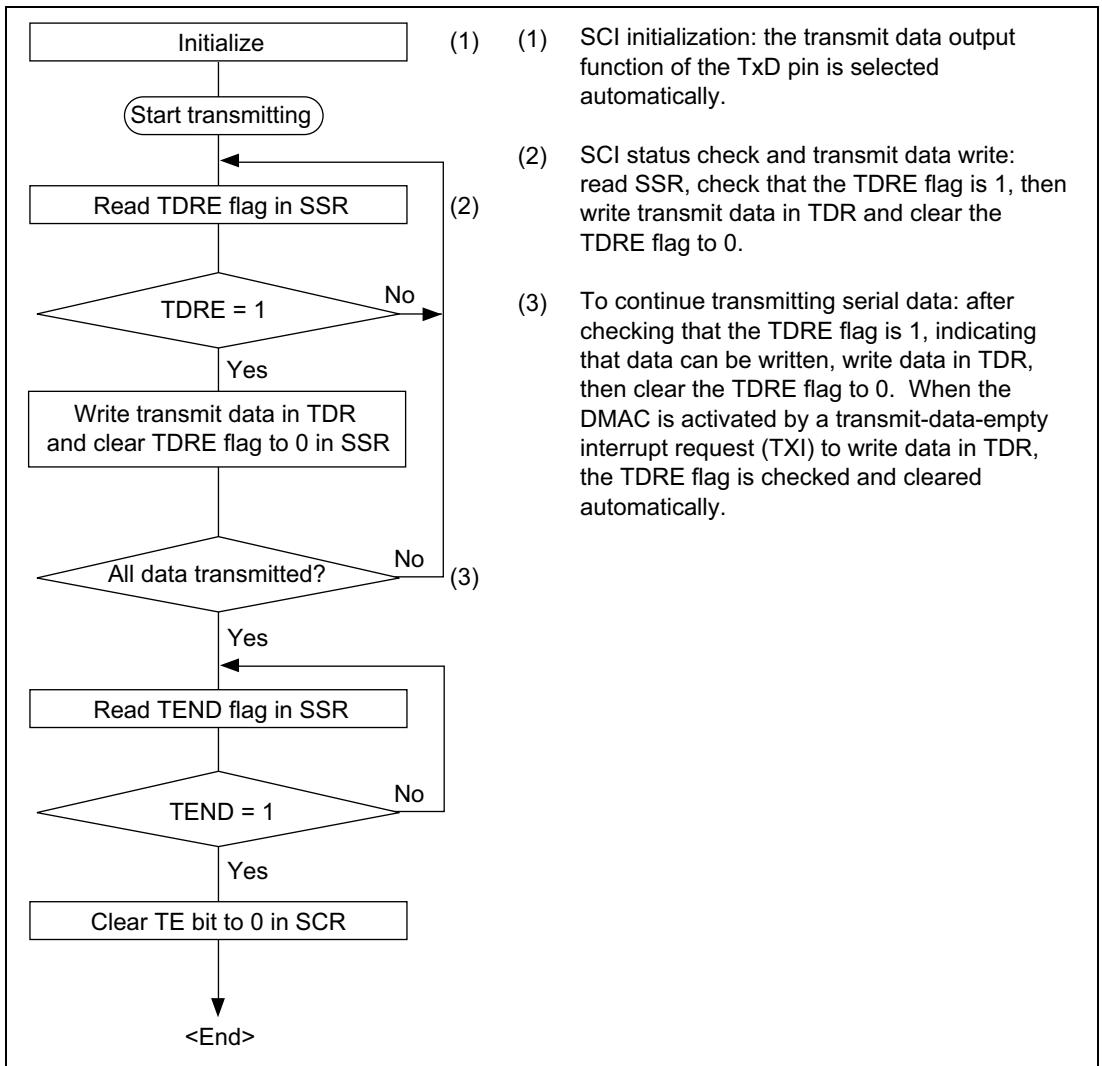 Initialize
(1)
Start transmitting
Read TDRE flag in SSR
(2)
TDRE = 1
No
Yes
Write transmit data in TDR
and clear TDRE flag to 0 in SSR
All data transmitted?
No
(3)
Yes
Read TEND flag in SSR
TEND = 1
No
Yes
Clear TE bit to 0 in SCR
<End>
(1) SCI initialization: the transmit data output
function of the TxD pin is selected
automatically.
(2) SCI status check and transmit data write:
read SSR, check that the TDRE flag is 1, then
write transmit data in TDR and clear the
TDRE flag to 0.
(3) To continue transmitting serial data: after
checking that the TDRE flag is 1, indicating
that data can be written, write data in TDR,
then clear the TDRE flag to 0.  When the
DMAC is activated by a transmit-data-empty
interrupt request (TXI) to write data in TDR,
the TDRE flag is checked and cleared
automatically.